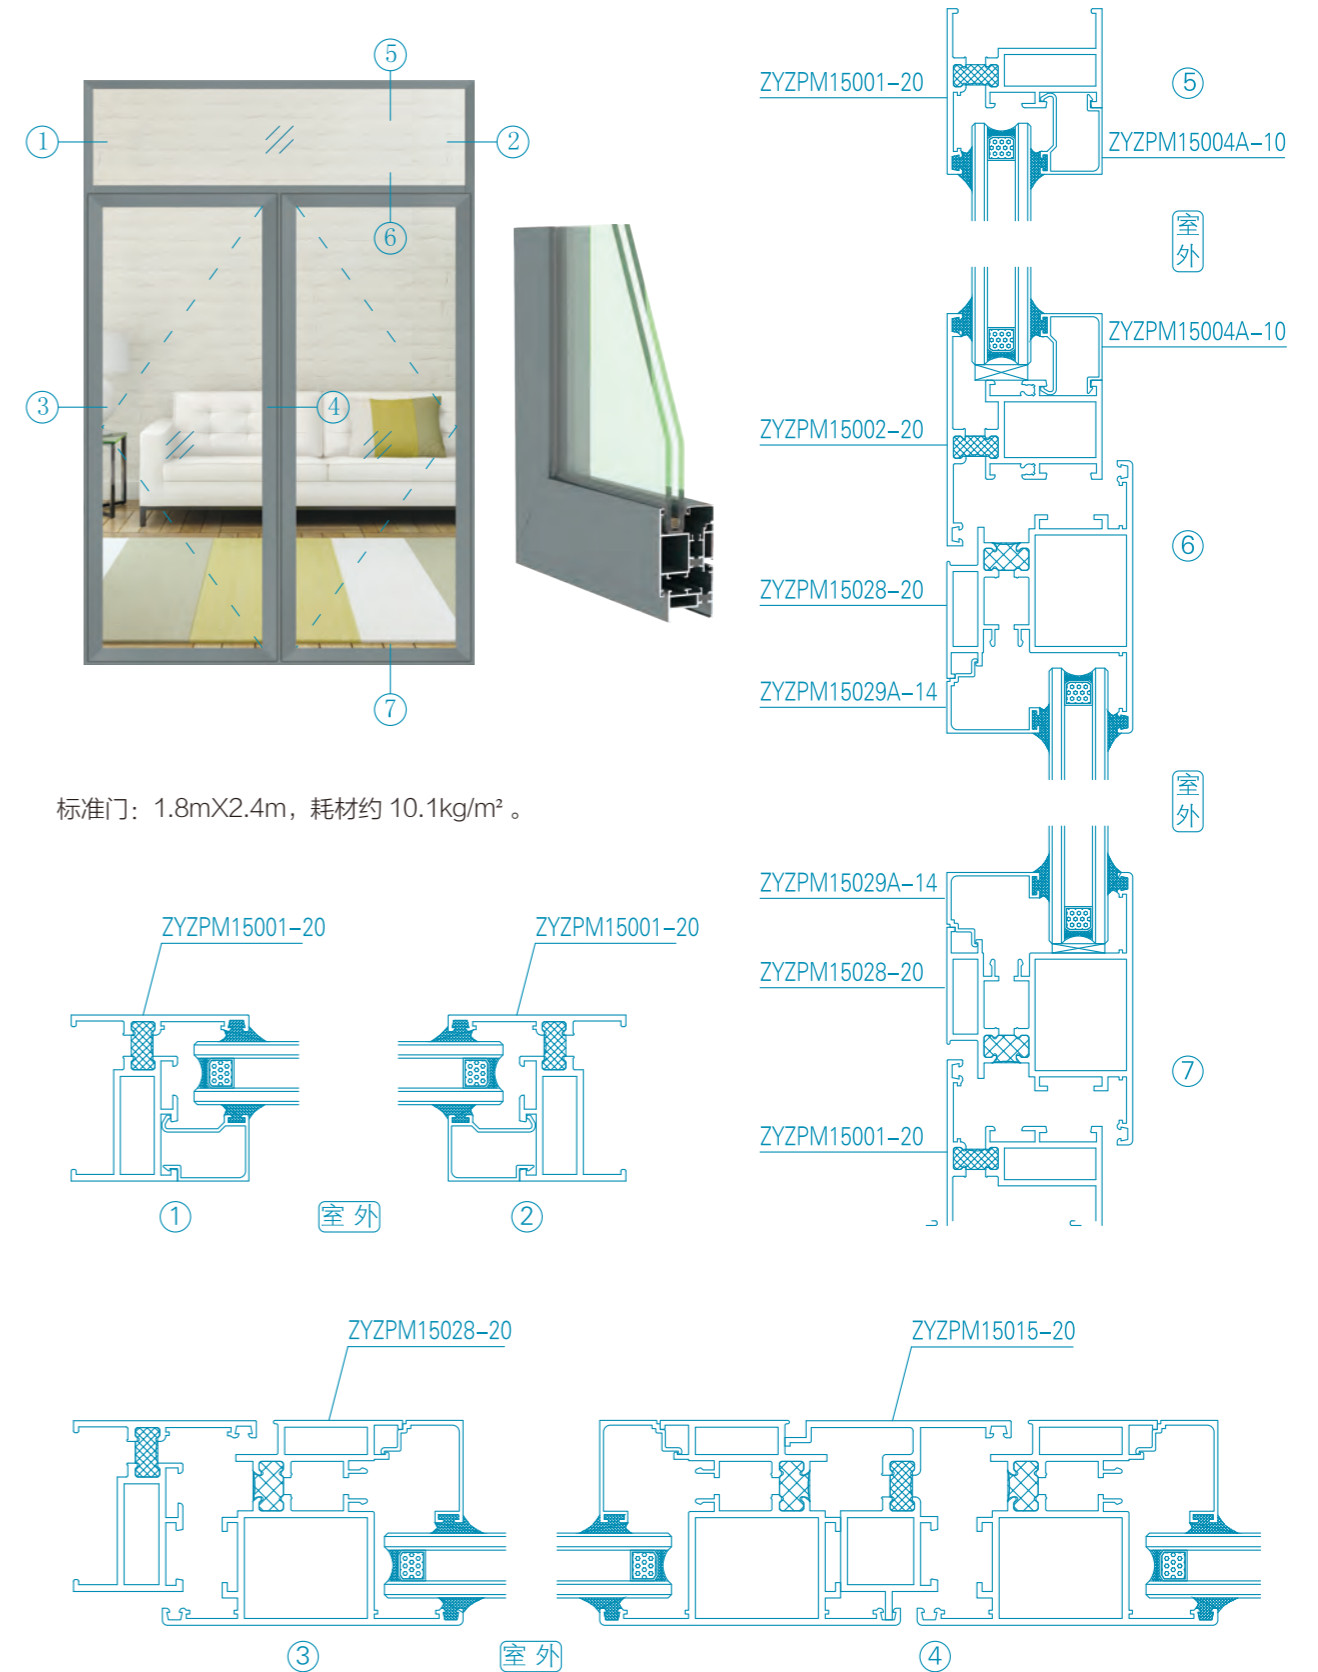 ⑤
①
②
⑥
③
④
⑦
标准门：1.8mX2.4m，耗材约 10.1kg/m² 。
ZYZPM15001-20
⑤
ZYZPM15004A-10
室外
ZYZPM15004A-10
ZYZPM15002-20
⑥
ZYZPM15028-20
ZYZPM15029A-14
室外
ZYZPM15029A-14
ZYZPM15028-20
⑦
ZYZPM15001-20
ZYZPM15001-20
ZYZPM15001-20
①
室 外
②
ZYZPM15028-20
ZYZPM15015-20
③
室 外
④